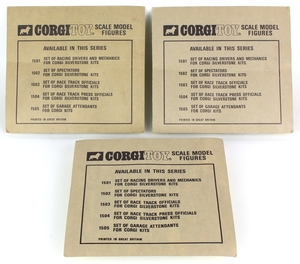 CORGI TOY SCALE MODEL
FIGURES
AVAILABLE IN THIS SERIES
1501 SET OF RACING DRIVERS AND MECHANICS
FOR CORGI SILVERSTONE KITS
1502 SET OF SPECTATORS
FOR CORGI SILVERSTONE KITS
1503 SET OF RACE TRACK OFFICIALS
FOR CORGI SILVERSTONE KITS
1504 SET OF RACE TRACK PRESS OFFICIALS
FOR CORGI SILVERSTONE KITS
1505 SET OF GARAGE ATTENDANTS
FOR CORGI KITS
PRINTED IN GREAT BRITAIN
CORGI TOY SCALE MODEL
FIGURES
AVAILABLE IN THIS SERIES
1501 SET OF RACING DRIVERS AND MECHANICS
FOR CORGI SILVERSTONE KITS
1502 SET OF SPECTATORS
FOR CORGI SILVERSTONE KITS
1503 SET OF RACE TRACK OFFICIALS
FOR CORGI SILVERSTONE KITS
1504 SET OF RACE TRACK PRESS OFFICIALS
FOR CORGI SILVERSTONE KITS
1505 SET OF GARAGE ATTENDANTS
FOR CORGI KITS
PRINTED IN GREAT BRITAIN
CORGI TOY SCALE MODEL
FIGURES
AVAILABLE IN THIS SERIES
1501 SET OF RACING DRIVERS AND MECHANICS
FOR CORGI SILVERSTONE KITS
1502 SET OF SPECTATORS
FOR CORGI SILVERSTONE KITS
1503 SET OF RACE TRACK OFFICIALS
FOR CORGI SILVERSTONE KITS
1504 SET OF RACE TRACK PRESS OFFICIALS
FOR CORGI SILVERSTONE KITS
1505 SET OF GARAGE ATTENDANTS
FOR CORGI KITS
PRINTED IN GREAT BRITAIN